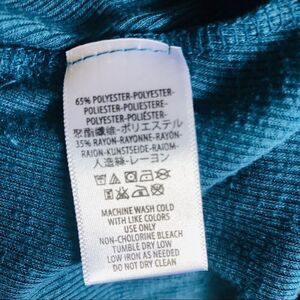 65% POLYESTER-POLYESTER-
POLIESTER-POLIESTERE-
POLYESTER-POLIÉSTER-
聚酯纖維-ポリエステル
35% RAYON-RAYONNE-RAYÓN-
RAION-KUNSTSEIDE-RAIOM-
人造絲-レーヨン
MACHINE WASH COLD
WITH LIKE COLORS
USE ONLY
NON-CHOLORINE BLEACH
TUMBLE DRY LOW
LOW IRON AS NEEDED
DO NOT DRY CLEAN